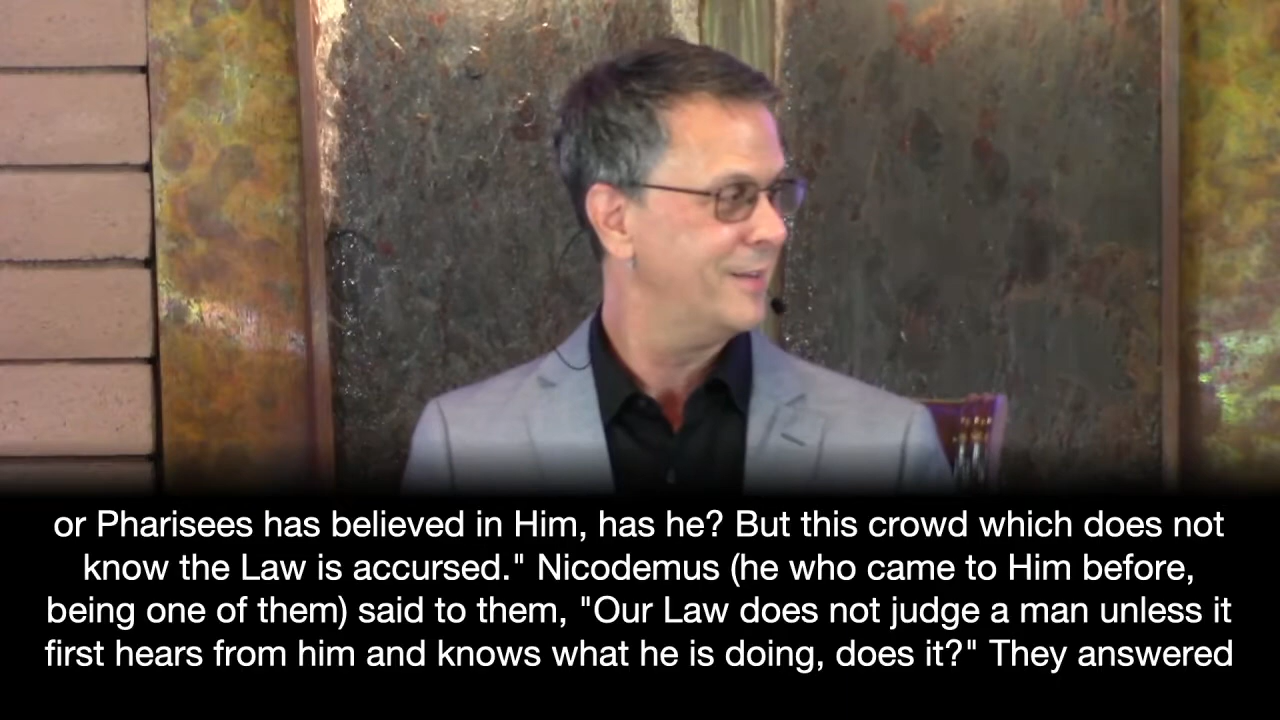 or Pharisees has believed in Him, has he? But this crowd which does not
know the Law is accursed." Nicodemus (he who came to Him before,
being one of them) said to them, "Our Law does not judge a man unless it
first hears from him and knows what he is doing, does it?" They answered